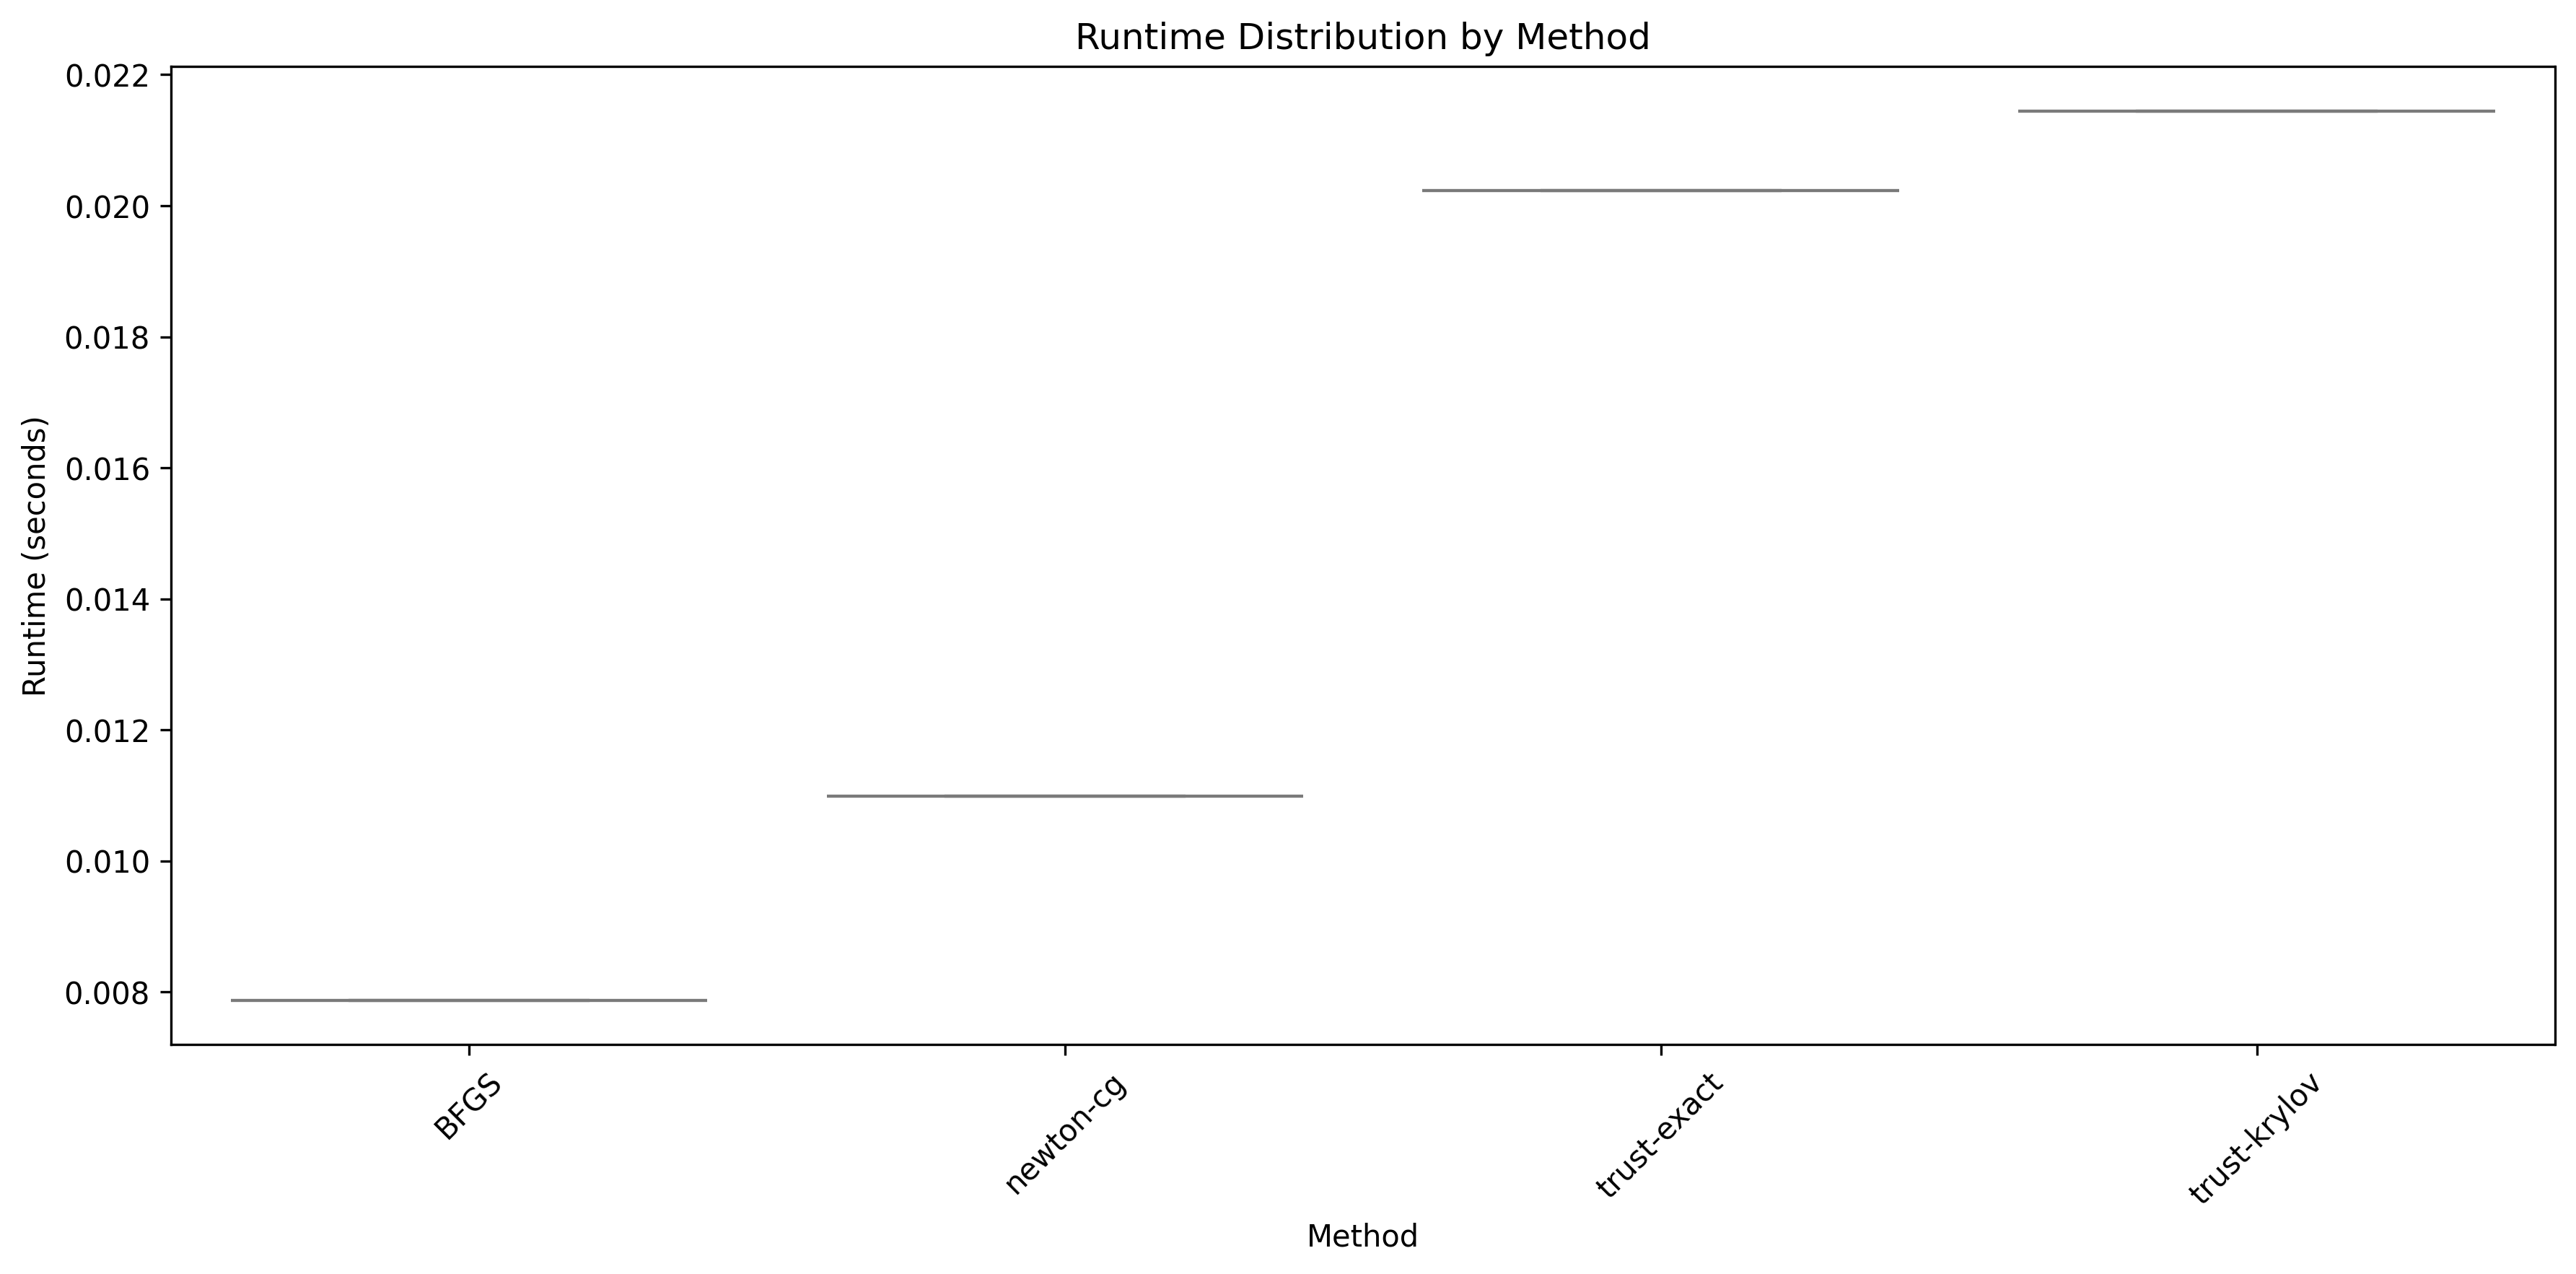 Runtime Distribution by Method
0.022
0.020
0.018
0.016
0.014
0.012
0.010
0.008
Runtime (seconds)
BFGS
newton-cg
trust-exact
trust-krylov
Method